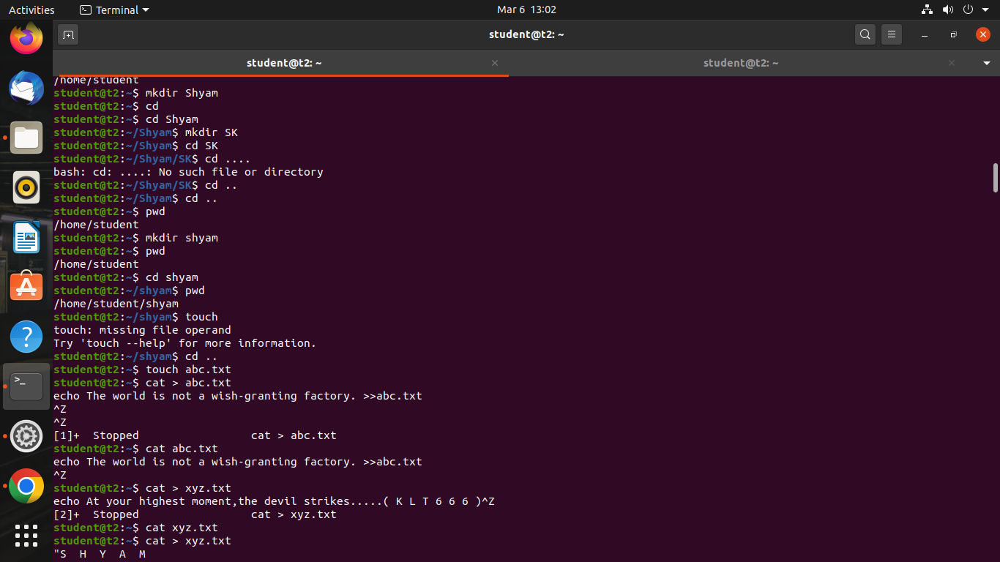 Activities
Terminal
Mar 6 13:02
student@t2: ~
student@t2: ~
student@t2: ~
/home/student
student@t2:~$ mkdir Shyam
student@t2:~$ cd
student@t2:~$ cd Shyam
student@t2:~/Shyam$ mkdir SK
student@t2:~/Shyam$ cd SK
student@t2:~/Shyam/SK$ cd ....
bash: cd: ....: No such file or directory
student@t2:~/Shyam/SK$ cd ..
student@t2:~/Shyam$ cd ..
student@t2:~$ pwd
/home/student
student@t2:~$ mkdir shyam
student@t2:~$ pwd
/home/student
student@t2:~$ cd shyam
student@t2:~/shyam$ pwd
/home/student/shyam
student@t2:~/shyam$ touch
touch: missing file operand
Try 'touch --help' for more information.
student@t2:~/shyam$ cd ..
student@t2:~$ touch abc.txt
student@t2:~$ cat > abc.txt
echo The world is not a wish-granting factory. >>abc.txt
^Z
^Z
[1]+  Stopped                 cat > abc.txt
student@t2:~$ cat abc.txt
echo The world is not a wish-granting factory. >>abc.txt
^Z
student@t2:~$ cat > xyz.txt
echo At your highest moment,the devil strikes.....( K L T 6 6 6 )^Z
[2]+  Stopped                 cat > xyz.txt
student@t2:~$ cat xyz.txt
student@t2:~$ cat > xyz.txt
"S  H  Y  A  M